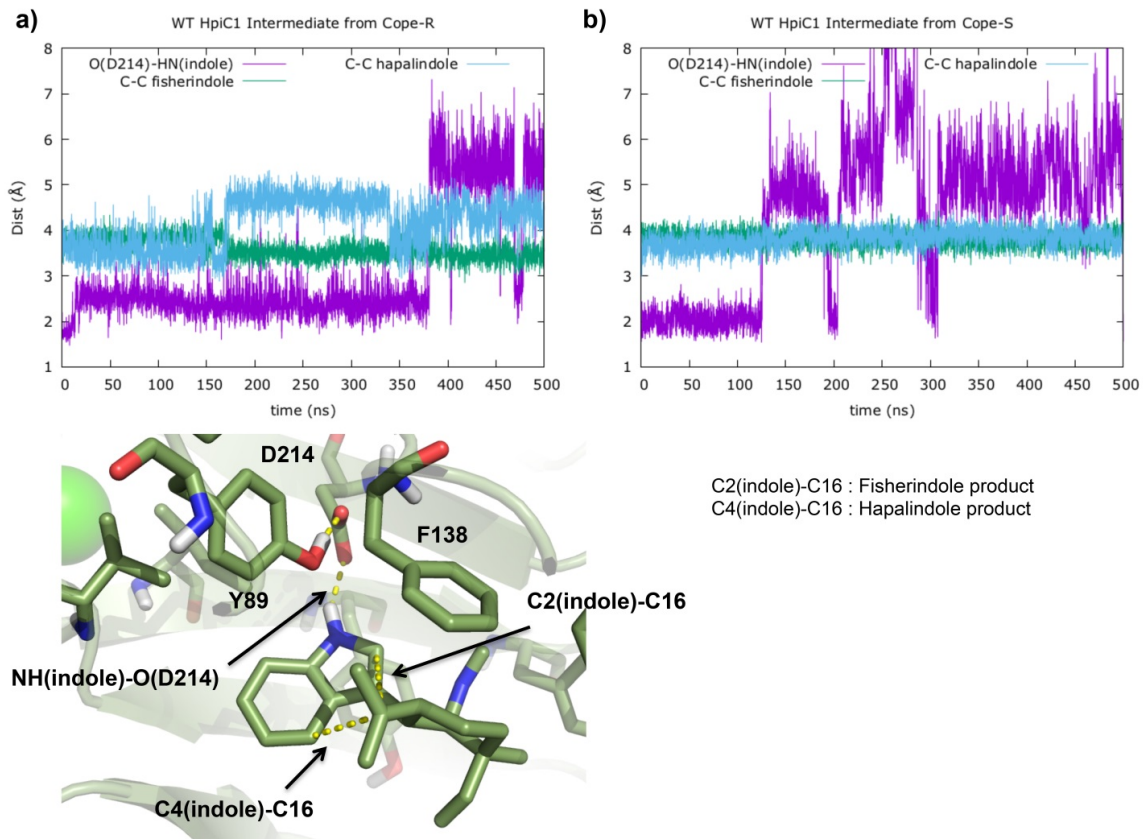 a)
WT HpiC1 Intermediate from Cope-R
O(D214)-HN(indole)
C-C fisherindole
C-C hapalindole
Dist (Å)
8
7
6
5
4
3
2
1
0 50 100 150 200 250 300 350 400 450 500
time (ns)
b)
WT HpiC1 Intermediate from Cope-S
O(D214)-HN(indole)
C-C fisherindole
C-C hapalindole
Dist (Å)
8
7
6
5
4
3
2
1
0 50 100 150 200 250 300 350 400 450 500
time (ns)
D214
F138
Y89
C2(indole)-C16
NH(indole)-O(D214)
C4(indole)-C16
C2(indole)-C16 : Fisherindole product
C4(indole)-C16 : Hapalindole product